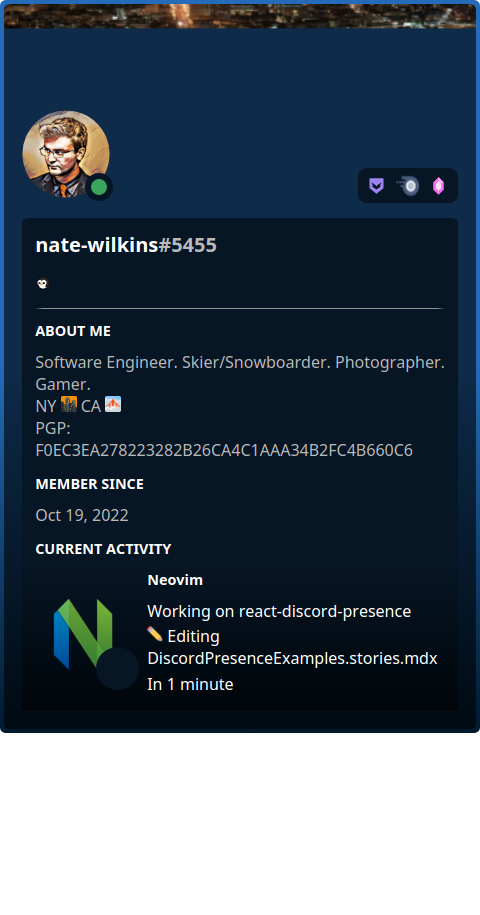 nate-wilkins#5455
ABOUT ME
Software Engineer. Skier/Snowboarder. Photographer.
Gamer.
NY 🌆 CA 🌁
PGP:
F0EC3EA278223282B26CA4C1AAA34B2FC4B660C6
MEMBER SINCE
Oct 19, 2022
CURRENT ACTIVITY
Neovim
Working on react-discord-presence
✏️ Editing
DiscordPresenceExamples.stories.mdx
In 1 minute